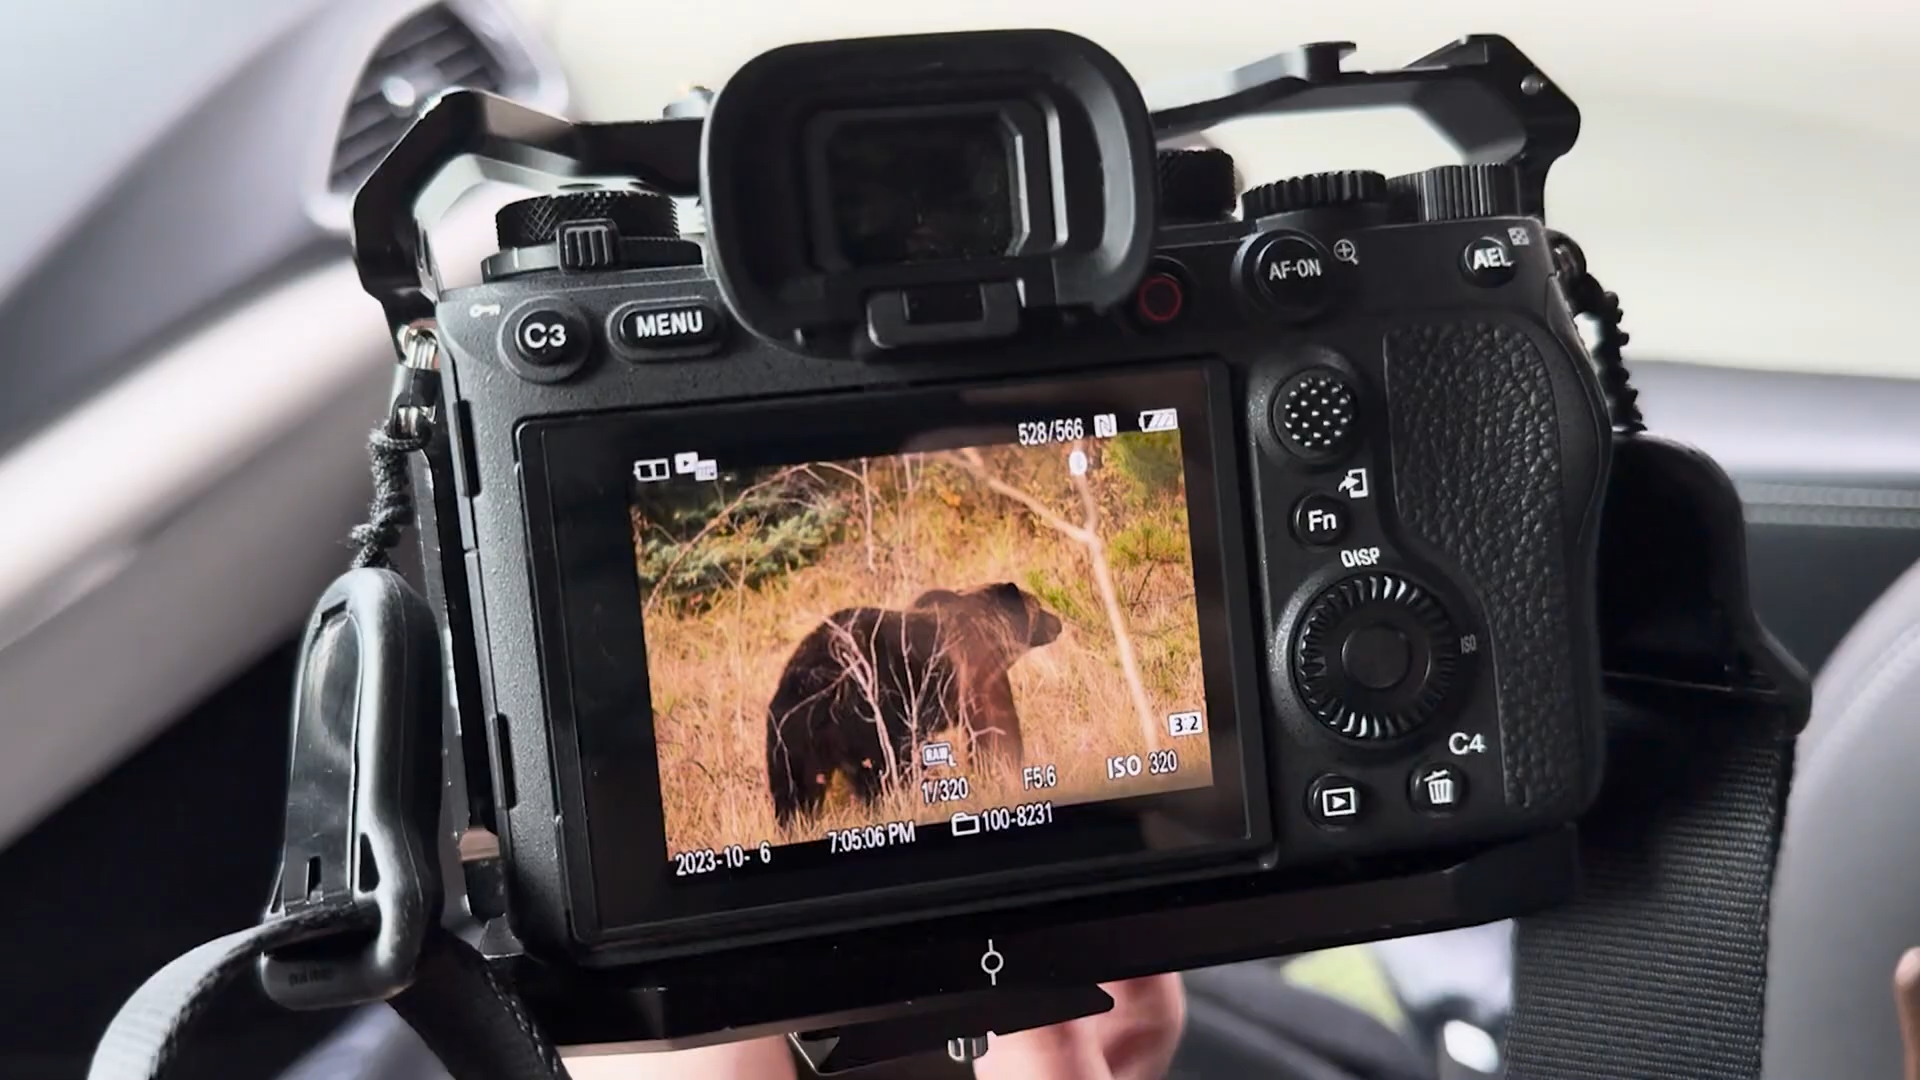 AF-ON
AEL
C3
MENU
528/566
Fn
DISP
ISO
3:2
RAW L
1/320
F5.6
ISO 320
2023-10- 6
7:05:06 PM
100-8231
C4